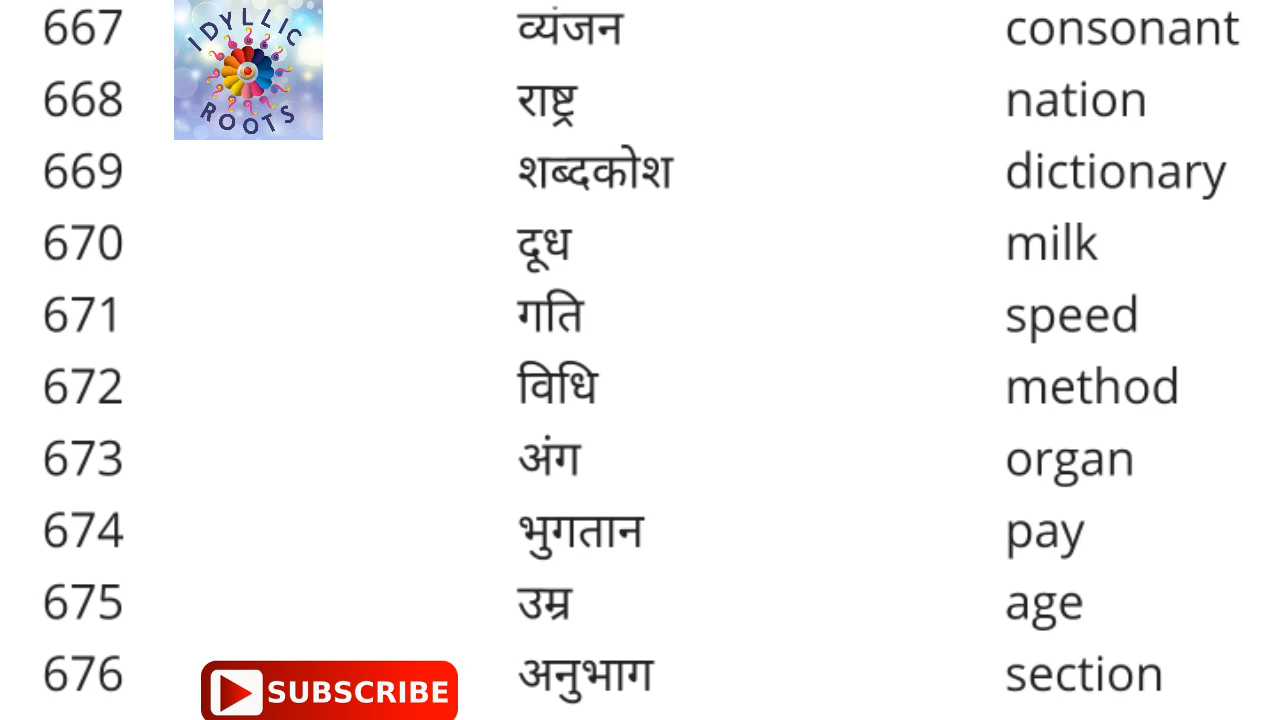 667 व्यंजन consonant
IDYLLIC
ROOTS
668 राष्ट्र nation
669 शब्दकोश dictionary
670 दूध milk
671 गति speed
672 विधि method
673 अंग organ
674 भुगतान pay
675 उम्र age
676 अनुभाग section
SUBSCRIBE